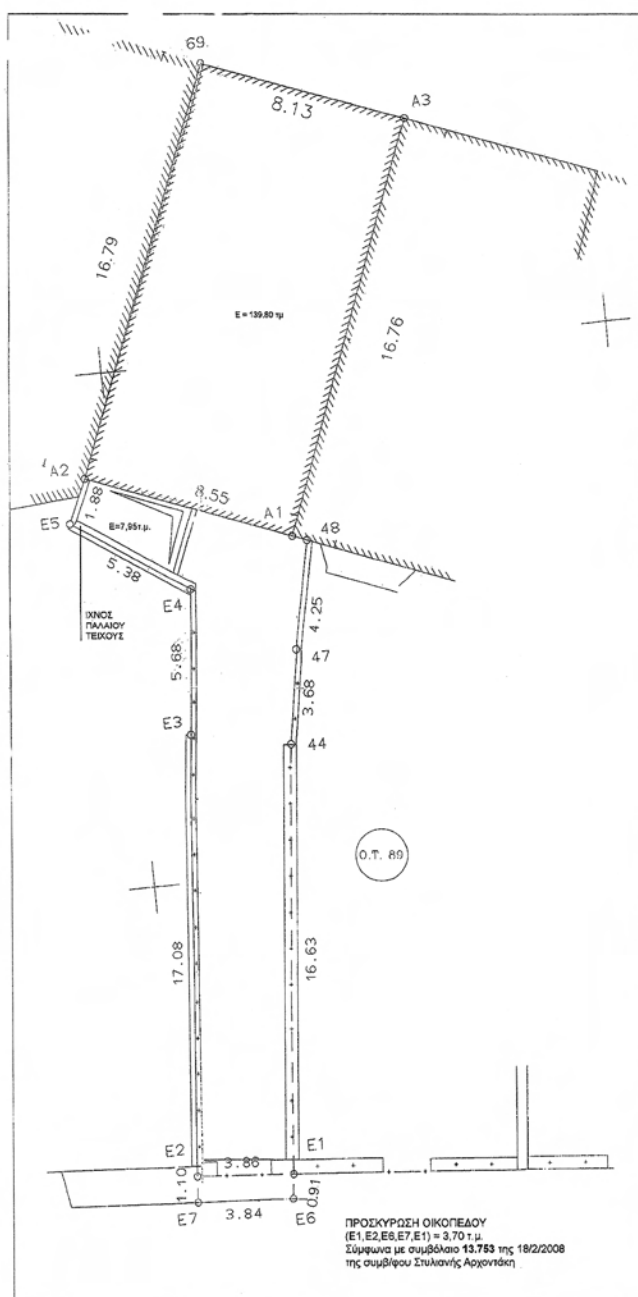 69.
A3
8.13
16.79
E = 139.80 τμ
16.76
A2
8.55
A1
48
1.88
E=7,95τ.μ.
E5
5.38
E4
4.25
ΙΧΝΟΣ
ΠΑΛΑΙΟΥ
ΤΕΙΧΟΥΣ
5.68
47
3.68
E3
44
Ο.Τ. 89
17.08
16.63
E2
E1
3.86
1.10
0.91
E7
3.84
E6
ΠΡΟΣΚΥΡΩΣΗ ΟΙΚΟΠΕΔΟΥ
(E1,E2,E6,E7,E1) = 3,70 τ.μ.
Σύμφωνα με συμβόλαιο 13.753 της 18/2/2008
της συμβ/φου Στυλιανής Αρχοντάκη